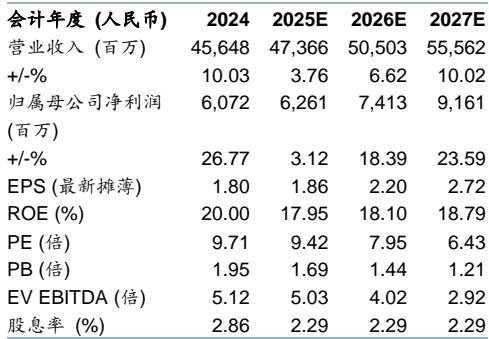 会计年度 (人民币) 2024 2025E 2026E 2027E
营业收入 (百万) 45,648 47,366 50,503 55,562
+/-% 10.03 3.76 6.62 10.02
归属母公司净利润 6,072 6,261 7,413 9,161
(百万)
+/-% 26.77 3.12 18.39 23.59
EPS (最新摊薄) 1.80 1.86 2.20 2.72
ROE (%) 20.00 17.95 18.10 18.79
PE (倍) 9.71 9.42 7.95 6.43
PB (倍) 1.95 1.69 1.44 1.21
EV EBITDA (倍) 5.12 5.03 4.02 2.92
股息率 (%) 2.86 2.29 2.29 2.29